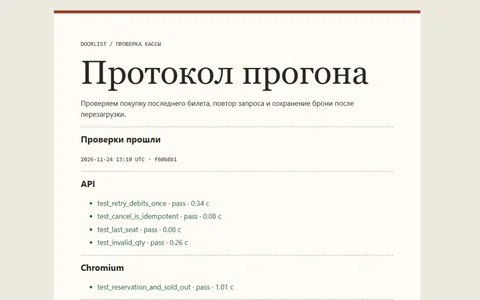 DOORLIST / ПРОВЕРКА КАССЫ
Протокол прогона
Проверяем покупку последнего билета, повтор запроса и сохранение брони после
перезагрузки.
Проверки прошли
2026-11-24 13:10 UTC · f60b8b1
API
test_retry_debits_once · pass · 0.34 с
test_cancel_is_idempotent · pass · 0.08 с
test_last_seat · pass · 0.08 с
test_invalid_qty · pass · 0.26 с
Chromium
test_reservation_and_sold_out · pass · 1.01 с